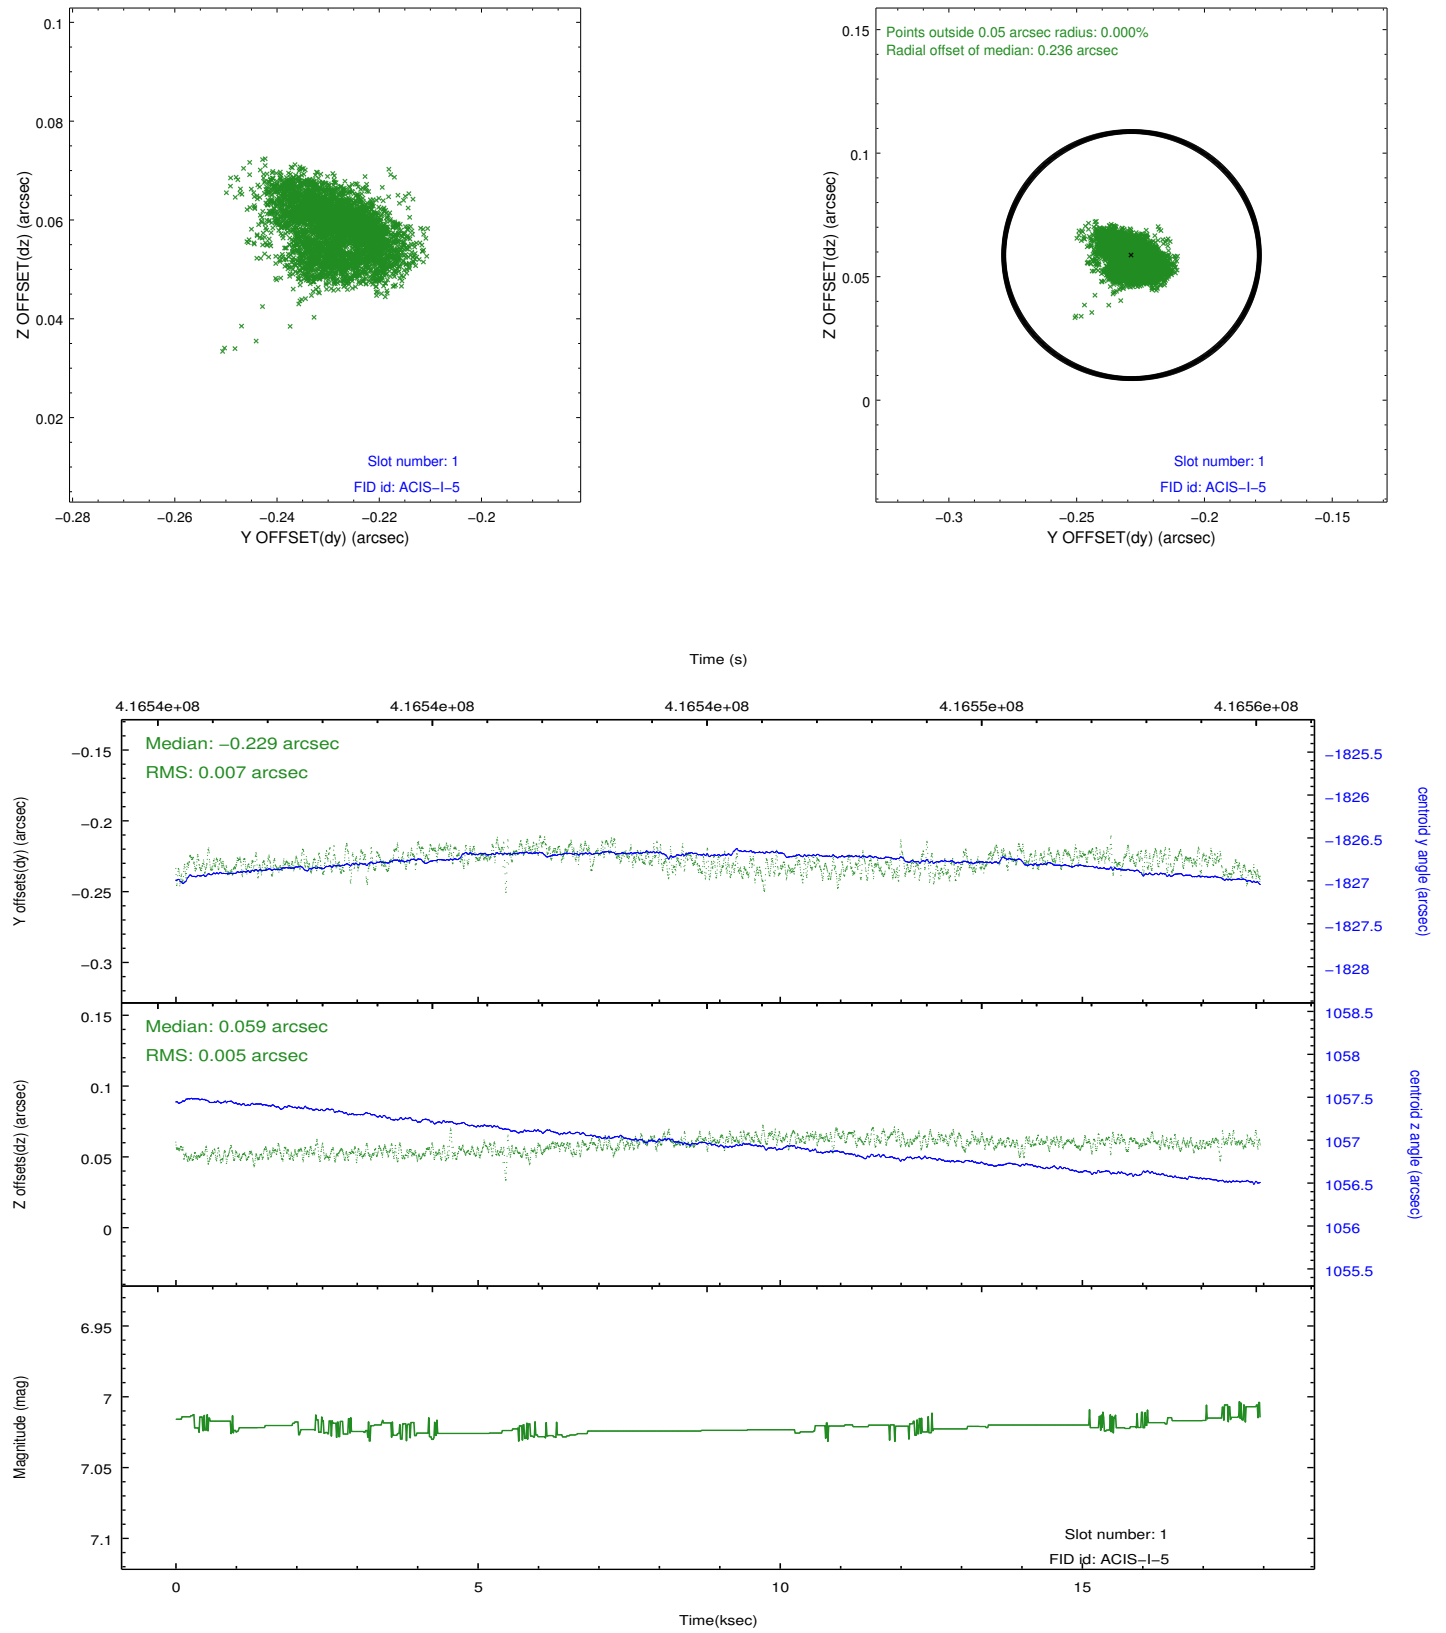 0.1
0.08
0.06
0.04
0.02
Z OFFSET(dz) (arcsec)
Slot number: 1
FID id: ACIS−I−5
−0.28 −0.26 −0.24 −0.22 −0.2
Y OFFSET(dy) (arcsec)
Points outside 0.05 arcsec radius: 0.000%
Radial offset of median: 0.236 arcsec
0.15
0.1
0.05
0
Z OFFSET(dz) (arcsec)
Slot number: 1
FID id: ACIS−I−5
−0.3 −0.25 −0.2 −0.15
Y OFFSET(dy) (arcsec)
Time (s)
4.1654e+08 4.1654e+08 4.1654e+08 4.1655e+08 4.1656e+08
Median: −0.229 arcsec
RMS: 0.007 arcsec
−0.15
−0.2
−0.25
−0.3
Y offsets(dy) (arcsec)
−1825.5
−1826
−1826.5
−1827
−1827.5
−1828
centroid y angle (arcsec)
Median: 0.059 arcsec
RMS: 0.005 arcsec
0.15
0.1
0.05
0
Z offsets(dz) (arcsec)
1058.5
1058
1057.5
1057
1056.5
1056
1055.5
centroid z angle (arcsec)
6.95
7
7.05
7.1
Magnitude (mag)
Slot number: 1
FID id: ACIS−I−5
0 5 10 15
Time(ksec)